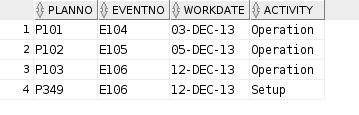 PLANNO EVENTNO WORKDATE ACTIVITY
1 P101 E104 03-DEC-13 Operation
2 P102 E105 05-DEC-13 Operation
3 P103 E106 12-DEC-13 Operation
4 P349 E106 12-DEC-13 Setup